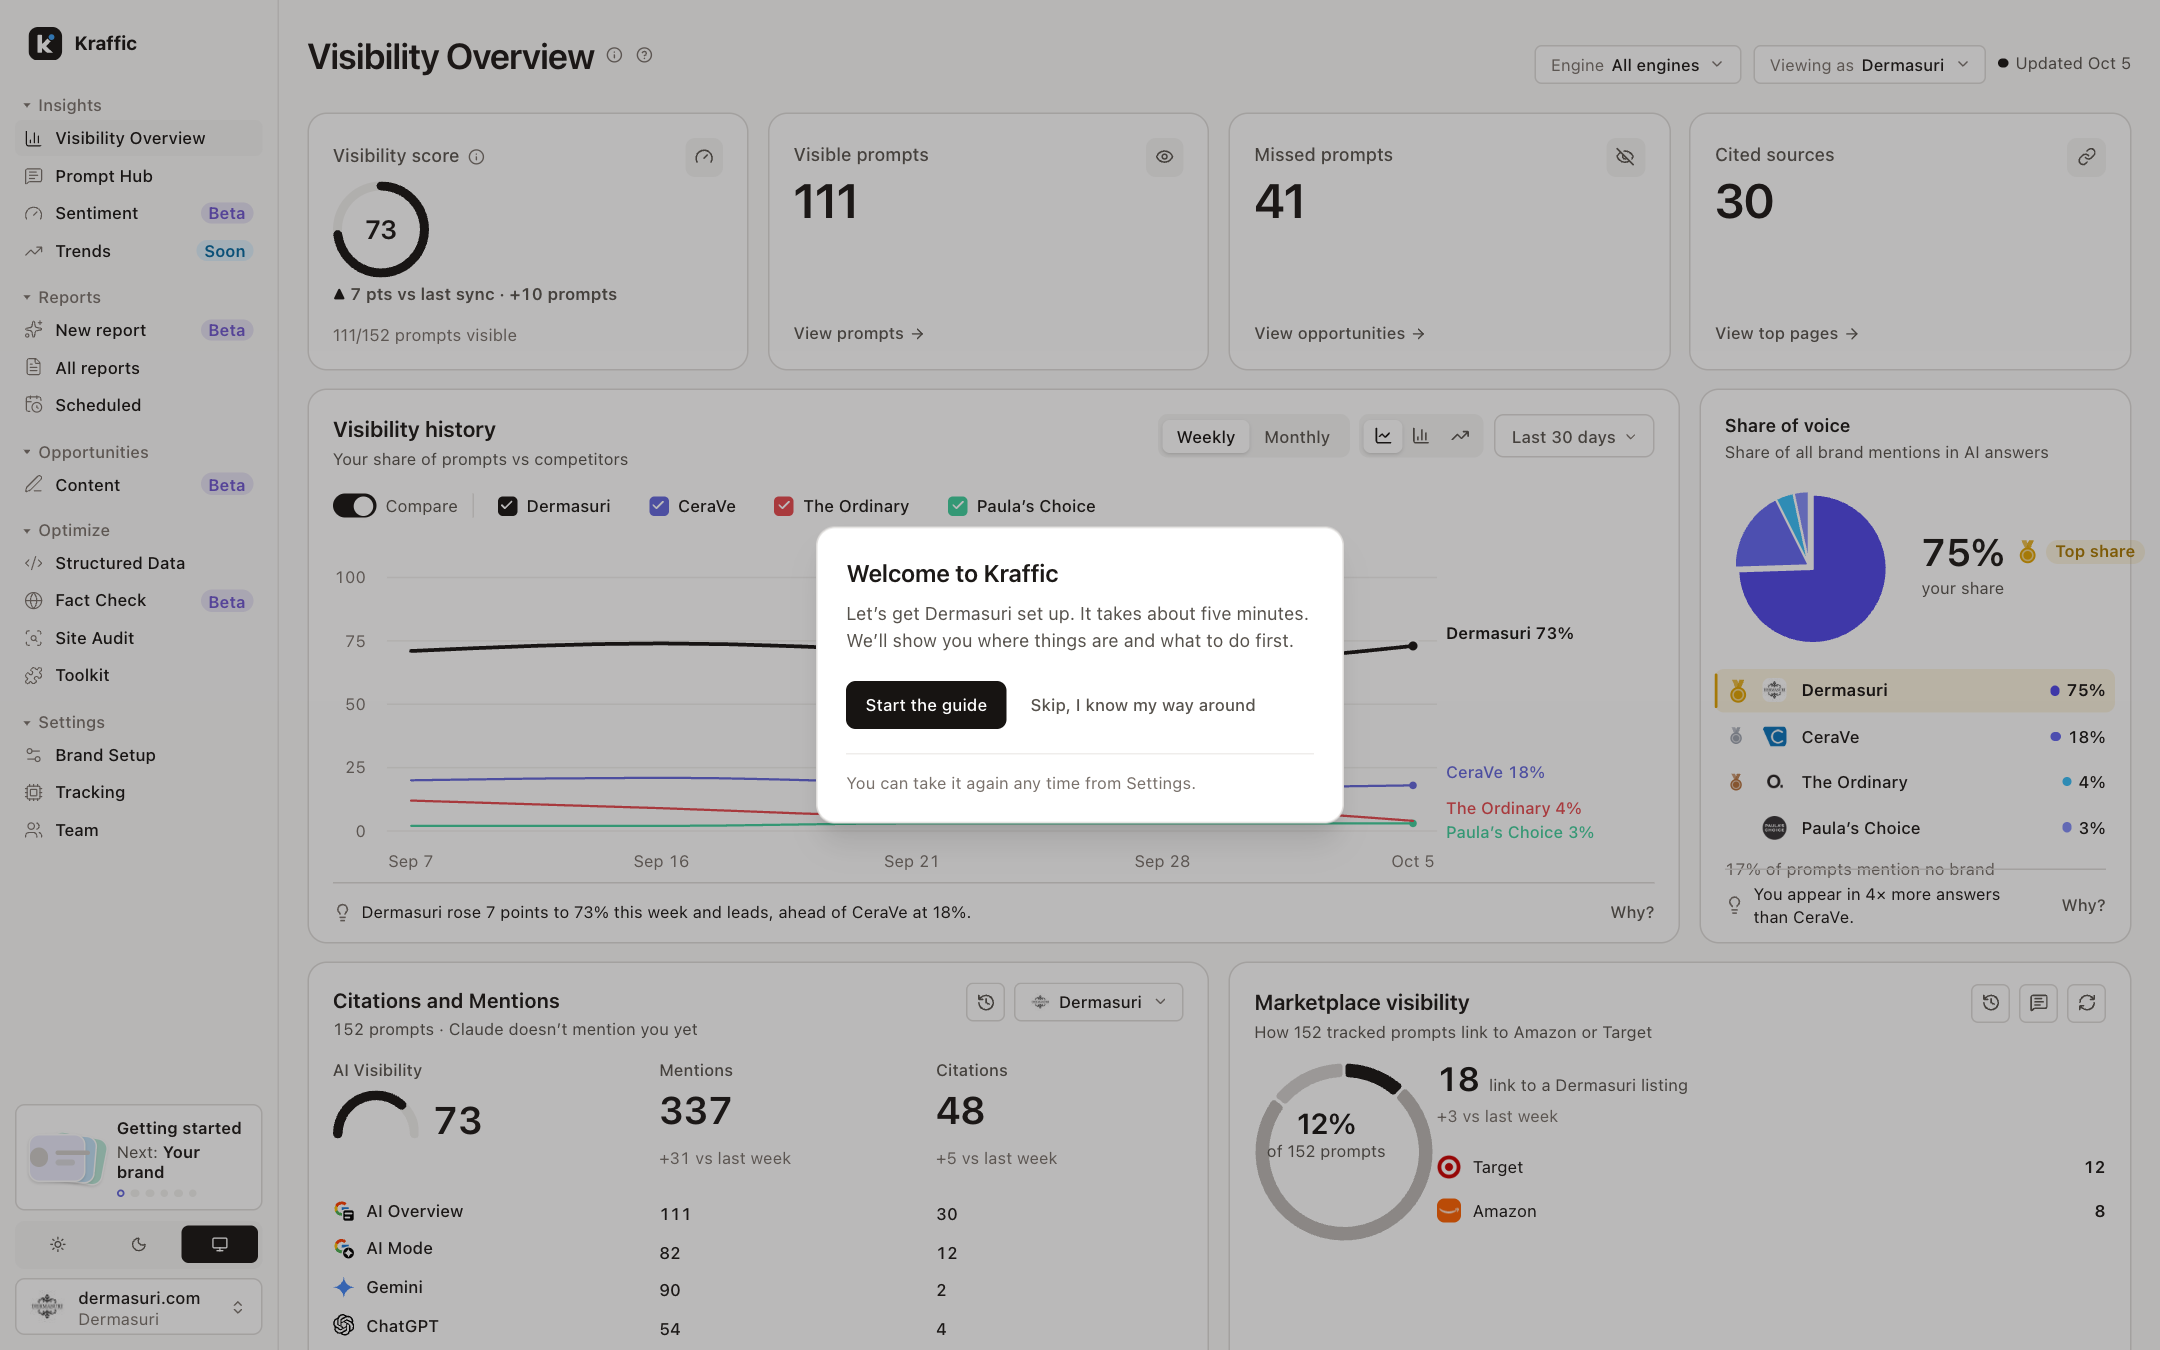 Kraffic
Insights
Visibility Overview
Prompt Hub
Sentiment Beta
Trends Soon
Reports
New report Beta
All reports
Scheduled
Opportunities
Content Beta
Optimize
Structured Data
Fact Check Beta
Site Audit
Toolkit
Settings
Brand Setup
Tracking
Team
Getting started
Next: Your
brand
dermasuri.com
Dermasuri
Visibility Overview
Engine All engines
Viewing as Dermasuri
Updated Oct 5
Visibility score
73
7 pts vs last sync · +10 prompts
111/152 prompts visible
Visible prompts
111
View prompts →
Missed prompts
41
View opportunities →
Cited sources
30
View top pages →
Visibility history
Your share of prompts vs competitors
Weekly Monthly
Last 30 days
Compare Dermasuri CeraVe The Ordinary Paula's Choice
100
75
50
25
0
Dermasuri 73%
CeraVe 18%
The Ordinary 4%
Paula's Choice 3%
Sep 7 Sep 16 Sep 21 Sep 28 Oct 5
Dermasuri rose 7 points to 73% this week and leads, ahead of CeraVe at 18%.
Why?
Welcome to Kraffic
Let's get Dermasuri set up. It takes about five minutes.
We'll show you where things are and what to do first.
Start the guide
Skip, I know my way around
You can take it again any time from Settings.
Share of voice
Share of all brand mentions in AI answers
75% Top share
your share
Dermasuri 75%
CeraVe 18%
The Ordinary 4%
Paula's Choice 3%
17% of prompts mention no brand
You appear in 4× more answers
than CeraVe.
Why?
Citations and Mentions
152 prompts · Claude doesn't mention you yet
Dermasuri
AI Visibility Mentions Citations
73 337 48
+31 vs last week +5 vs last week
AI Overview 111 30
AI Mode 82 12
Gemini 90 2
ChatGPT 54 4
Marketplace visibility
How 152 tracked prompts link to Amazon or Target
12%
of 152 prompts
18 link to a Dermasuri listing
+3 vs last week
Target 12
Amazon 8